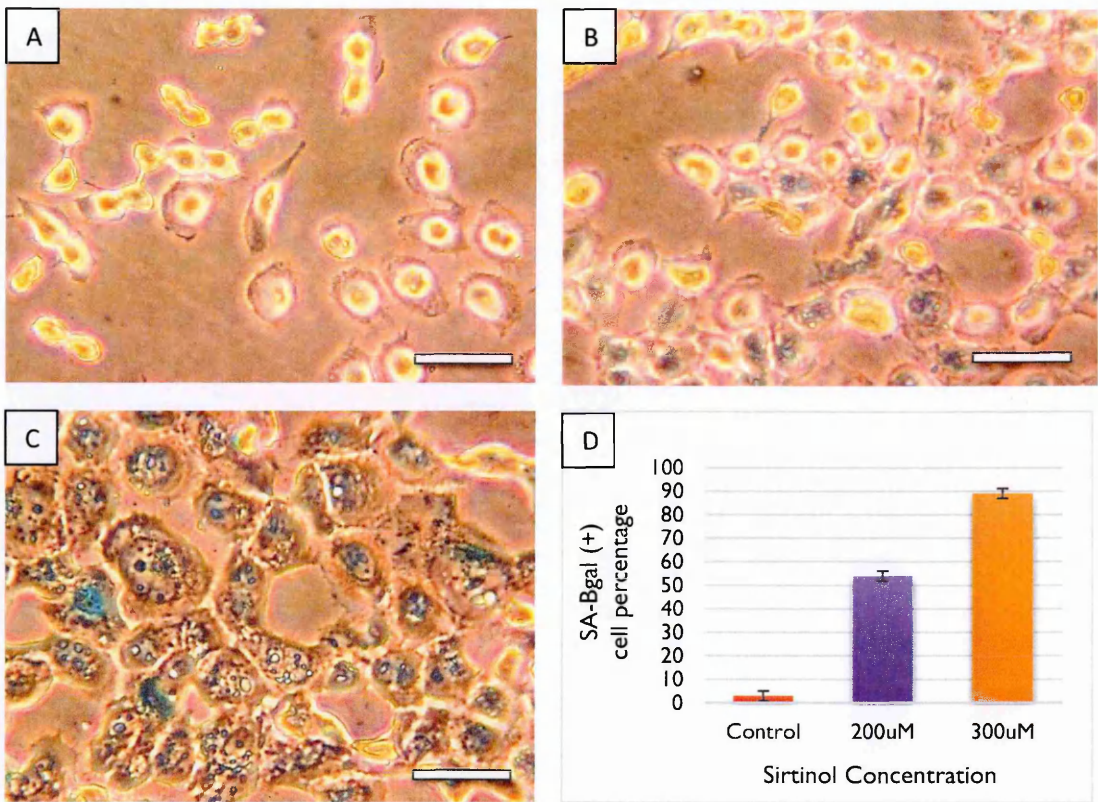 A
B
C
D
SA-Bgal (+)
cell percentage
100
90
80
70
60
50
40
30
20
10
0
Control 200uM 300uM
Sirtinol Concentration